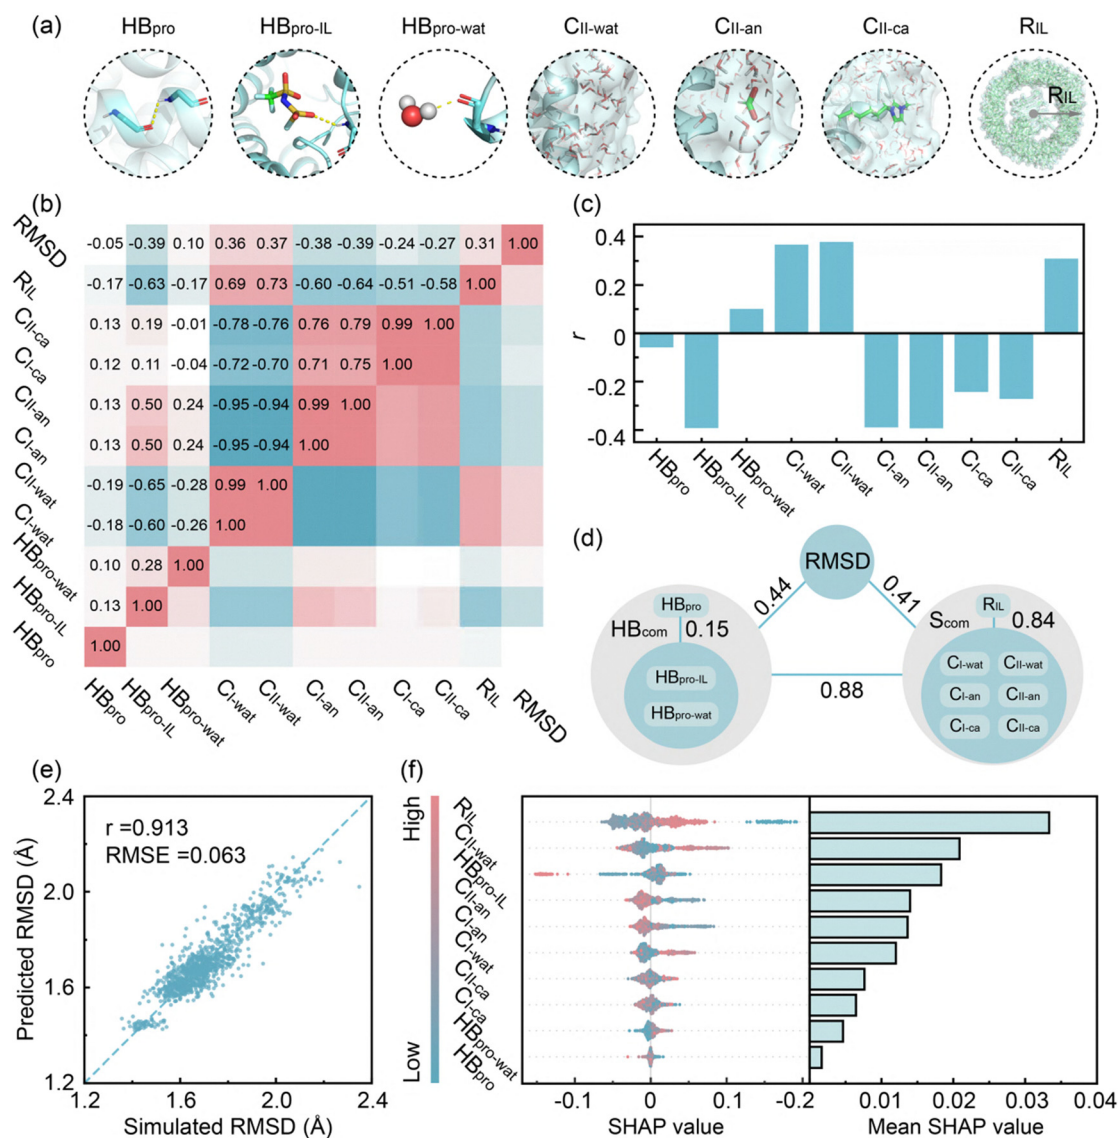 (a)
HBpro HBpro-IL HBpro-wat CII-wat CII-an CII-ca RIL
RIL
(b)
RMSD -0.05 -0.39 0.10 0.36 0.37 -0.38 -0.39 -0.24 -0.27 0.31 1.00
RIL -0.17 -0.63 -0.17 0.69 0.73 -0.60 -0.64 -0.51 -0.58 1.00
CII-ca 0.13 0.19 -0.01 -0.78 -0.76 0.76 0.79 0.99 1.00
CI-ca 0.12 0.11 -0.04 -0.72 -0.70 0.71 0.75 1.00
CII-an 0.13 0.50 0.24 -0.95 -0.94 0.99 1.00
CI-an 0.13 0.50 0.24 -0.95 -0.94 1.00
CII-wat -0.19 -0.65 -0.28 0.99 1.00
CI-wat -0.18 -0.60 -0.26 1.00
HBpro-wat 0.10 0.28 1.00
HBpro-IL 0.13 1.00
HBpro 1.00
HBpro HBpro-IL HBpro-wat CI-wat CII-wat CI-an CII-an CI-ca CII-ca RIL RMSD
(c)
0.4
0.2
0
-0.2
-0.4
r
HBpro HBpro-IL HBpro-wat CI-wat CII-wat CI-an CII-an CI-ca CII-ca RIL
(d)
RMSD
0.44 0.41
HBpro
HBcom 0.15
HBpro-IL
HBpro-wat
0.88
RIL
Scom 0.84
CI-wat CII-wat
CI-an CII-an
CI-ca CII-ca
(e)
2.4
2.0
1.6
1.2
Predicted RMSD (Å)
r =0.913
RMSE =0.063
1.2 1.6 2.0 2.4
Simulated RMSD (Å)
(f)
High
Low
RIL
CII-wat
HBpro-IL
CII-an
CI-an
CI-wat
CII-ca
CI-ca
HBpro-wat
HBpro
-0.1 0 -0.1 -0.2 0.01 0.02 0.03 0.04
SHAP value Mean SHAP value